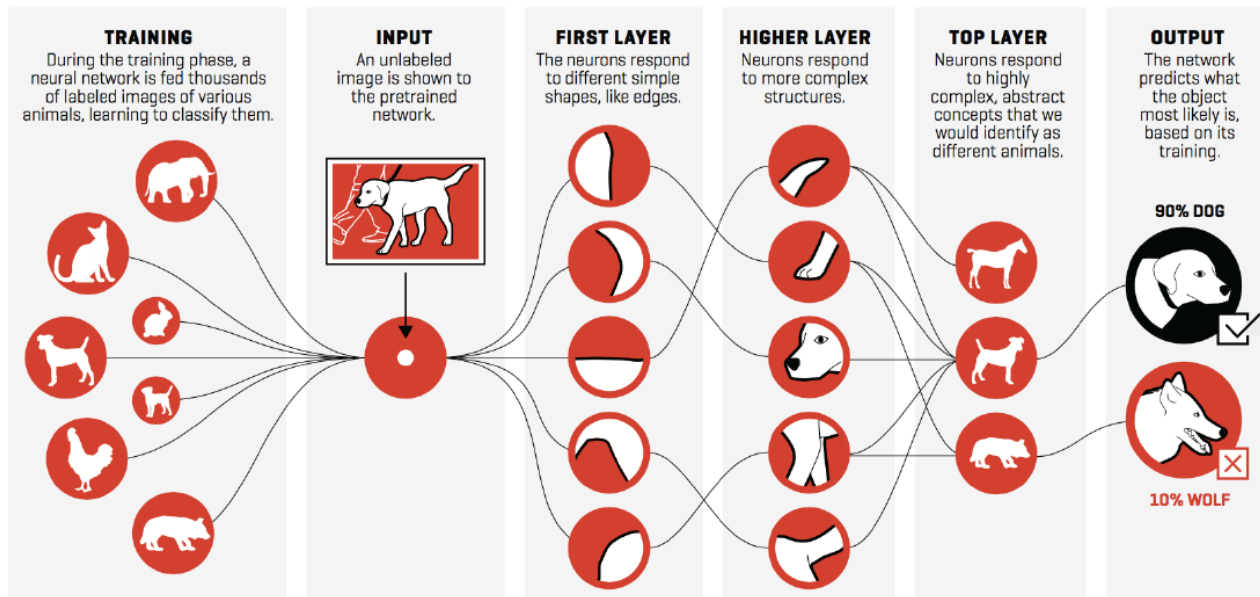 TRAINING
During the training phase, a
neural network is fed thousands
of labeled images of various
animals, learning to classify them.
INPUT
An unlabeled
image is shown to
the pretrained
network.
FIRST LAYER
The neurons respond
to different simple
shapes, like edges.
HIGHER LAYER
Neurons respond
to more complex
structures.
TOP LAYER
Neurons respond
to highly
complex, abstract
concepts that we
would identify as
different animals.
OUTPUT
The network
predicts what
the object
most likely is,
based on its
training.
90% DOG
10% WOLF